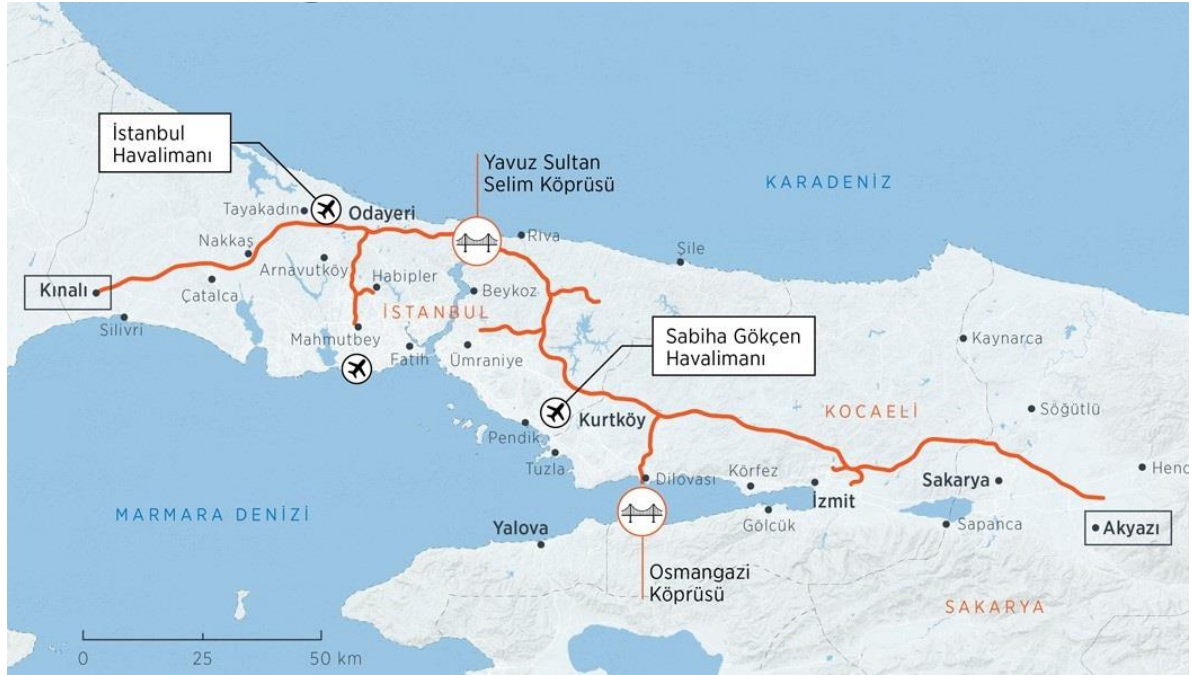 İstanbul
Havalimanı
Yavuz Sultan
Selim Köprüsü
KARADENİZ
Tayakadın
Odayeri
Riva
Nakkaş
Arnavutköy
Şile
Kınalı
Çatalca
Habipler
Beykoz
İSTANBUL
Silivri
Mahmutbey
Fatih
Ümraniye
Sabiha Gökçen
Havalimanı
Kaynarca
KOCAELİ
Söğütlü
Kurtköy
Pendik
Tuzla
Dilovası
Körfez
İzmit
Sakarya
Hend
MARMARA DENİZİ
Yalova
Gölcük
Sapanca
Akyazı
Osmangazi
Köprüsü
SAKARYA
0 25 50 km